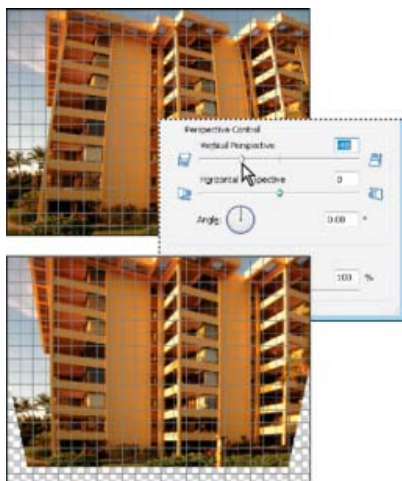 Perspective Control
Vertical Perspective
Horizontal Perspective 0
Angle: 0.00 °
100 %